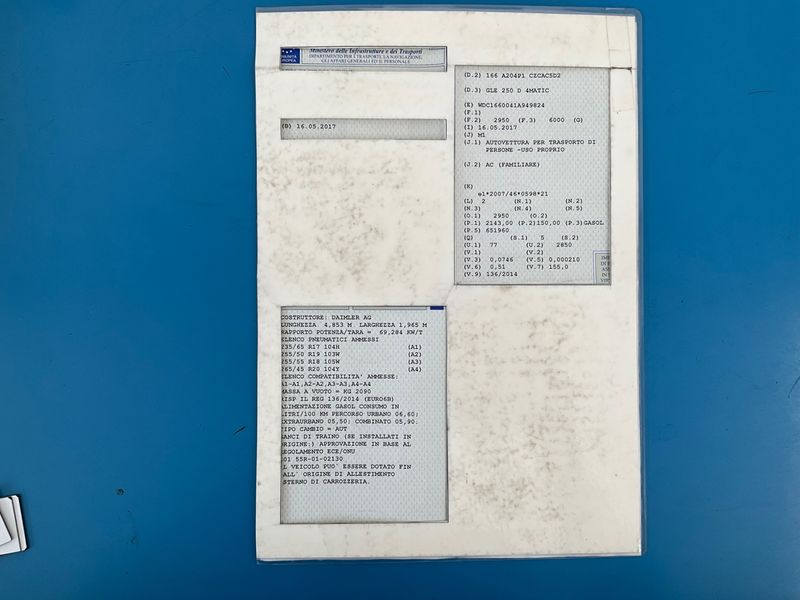 Ministero delle Infrastrutture e dei Trasporti
DIPARTIMENTO PER I TRASPORTI, LA NAVIGAZIONE,
GLI AFFARI GENERALI ED IL PERSONALE
(B) 16.05.2017
(D.2) 166 A204P1 CZCAC5D2
(D.3) GLE 250 D 4MATIC
(E) WDC1660041A949824
(F.1)
(F.2) 2950 (F.3) 6000 (G)
(I) 16.05.2017
(J) M1
(J.1) AUTOVETTURA PER TRASPORTO DI
PERSONE -USO PROPRIO
(J.2) AC (FAMILIARE)
(K)
e1*2007/46*0598*21
(L) 2 (N.1) (N.2)
(N.3) (N.4) (N.5)
(O.1) 2950 (O.2)
(P.1) 2143,00 (P.2)150,00 (P.3)GASOL
(P.5) 651960
(Q) (S.1) 5 (S.2)
(U.1) 77 (U.2) 2850
(V.1) (V.2)
(V.3) 0,0746 (V.5) 0,000210
(V.6) 0,51 (V.7) 155,0
(V.9) 136/2014
COSTRUTTORE: DAIMLER AG
LUNGHEZZA 4,853 M LARGHEZZA 1,965 M
RAPPORTO POTENZA/TARA = 69,284 KW/T
ELENCO PNEUMATICI AMMESSI
235/65 R17 104H (A1)
255/50 R19 103W (A2)
255/55 R18 105W (A3)
265/45 R20 104Y (A4)
ELENCO COMPATIBILITA' AMMESSE:
A1-A1,A2-A2,A3-A3,A4-A4
MASSA A VUOTO = KG 2090
RISP IL REG 136/2014 (EURO6B)
ALIMENTAZIONE GASOL CONSUMO IN
LITRI/100 KM PERCORSO URBANO 06,60;
EXTRAURBANO 05,50; COMBINATO 05,90.
TIPO CAMBIO = AUT
GANCI DI TRAINO (SE INSTALLATI IN
ORIGINE:) APPROVAZIONE IN BASE AL
REGOLAMENTO ECE/ONU
E01 55R-01-02130
IL VEICOLO PUO` ESSERE DOTATO FIN
DALL` ORIGINE DI ALLESTIMENTO
ESTERNO DI CARROZZERIA.